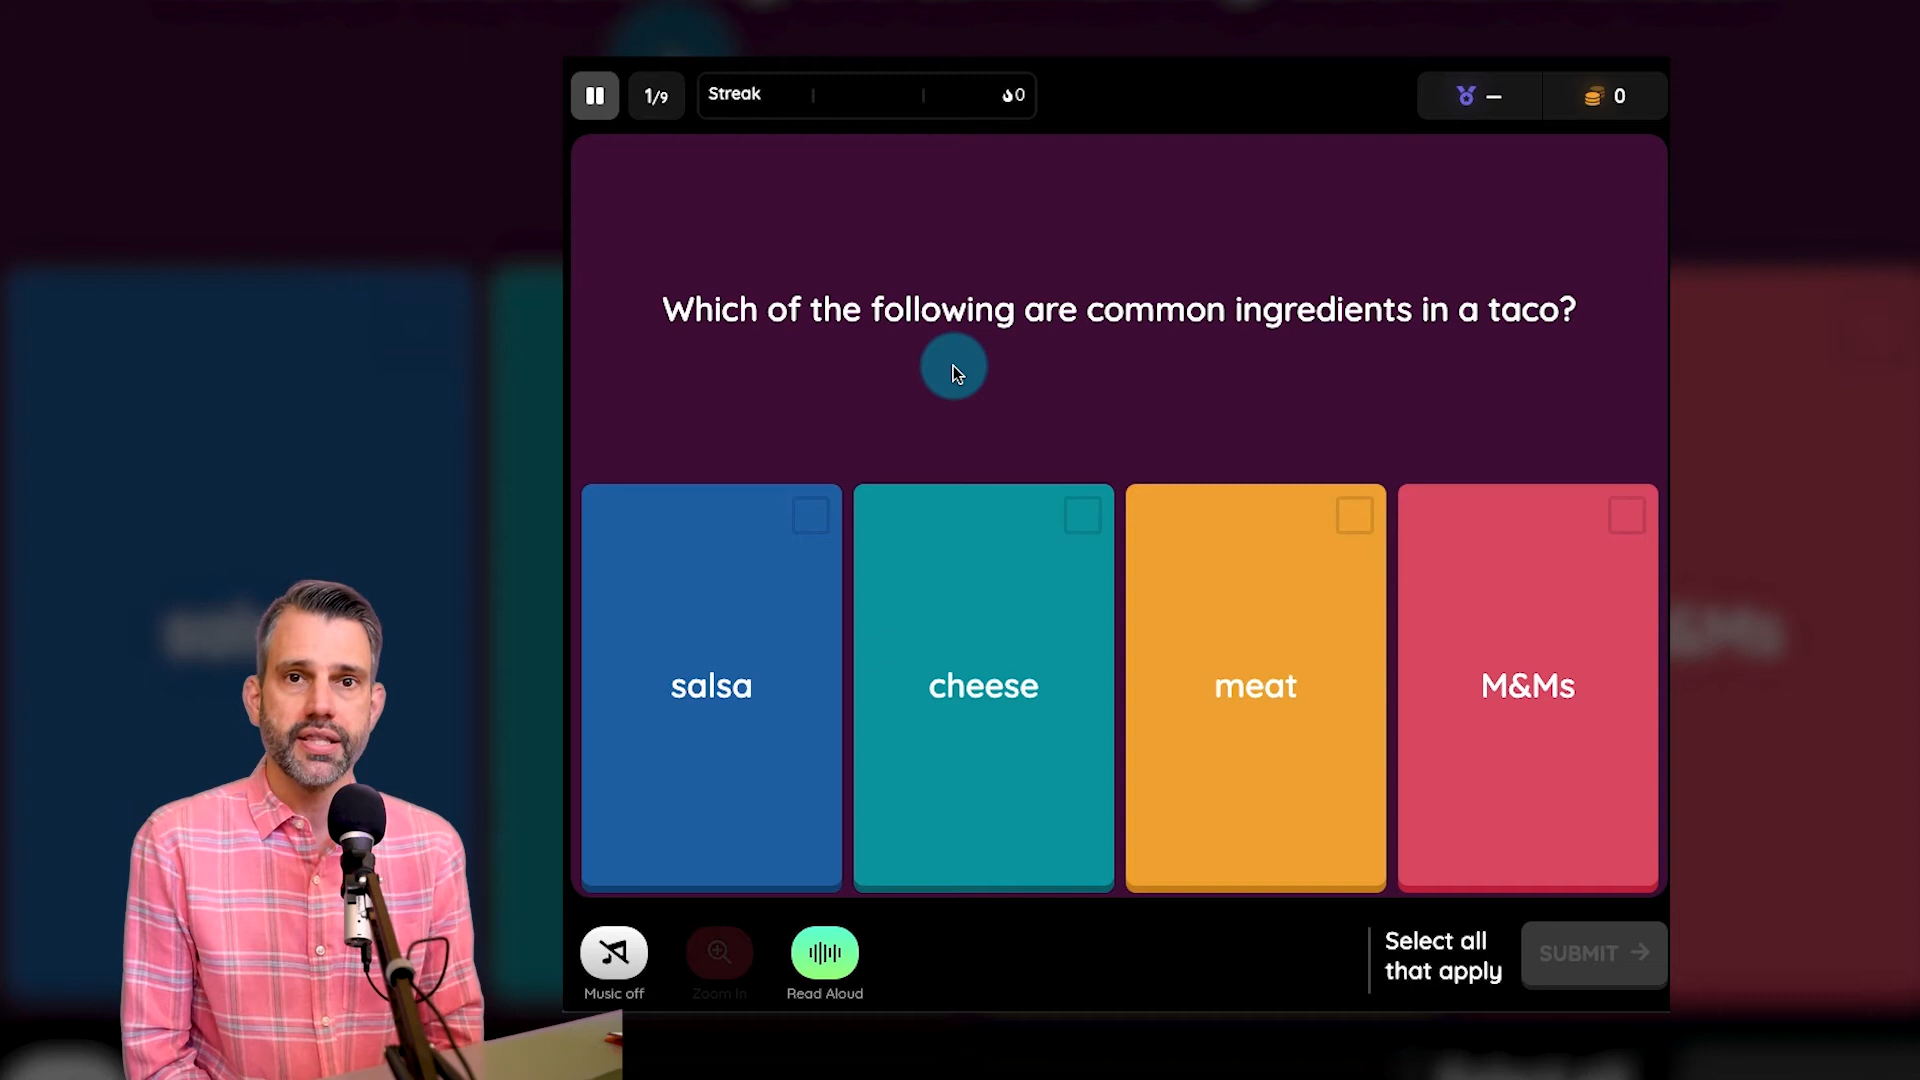 1/9
Streak
0
–
0
Which of the following are common ingredients in a taco?
salsa
cheese
meat
M&Ms
Music off
Zoom in
Read Aloud
Select all
that apply
SUBMIT